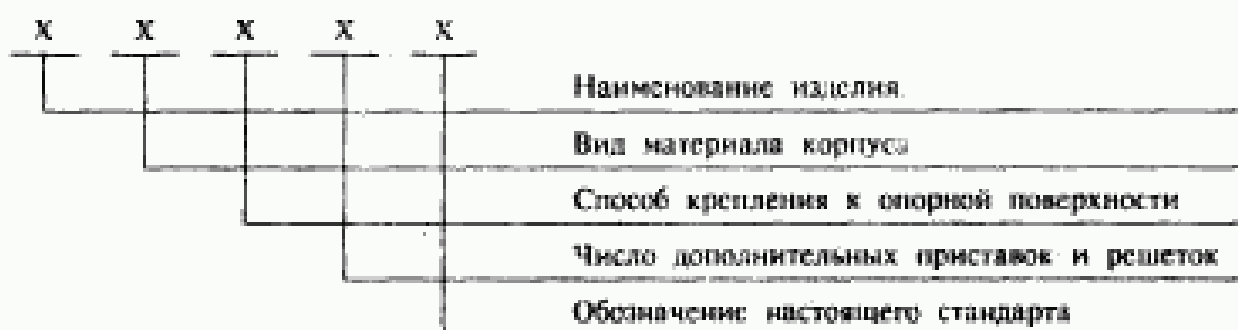 X X X X X
Наименование изделия
Вид материала корпуса
Способ крепления к опорной поверхности
Число дополнительных приставок и решеток
Обозначение настоящего стандарта